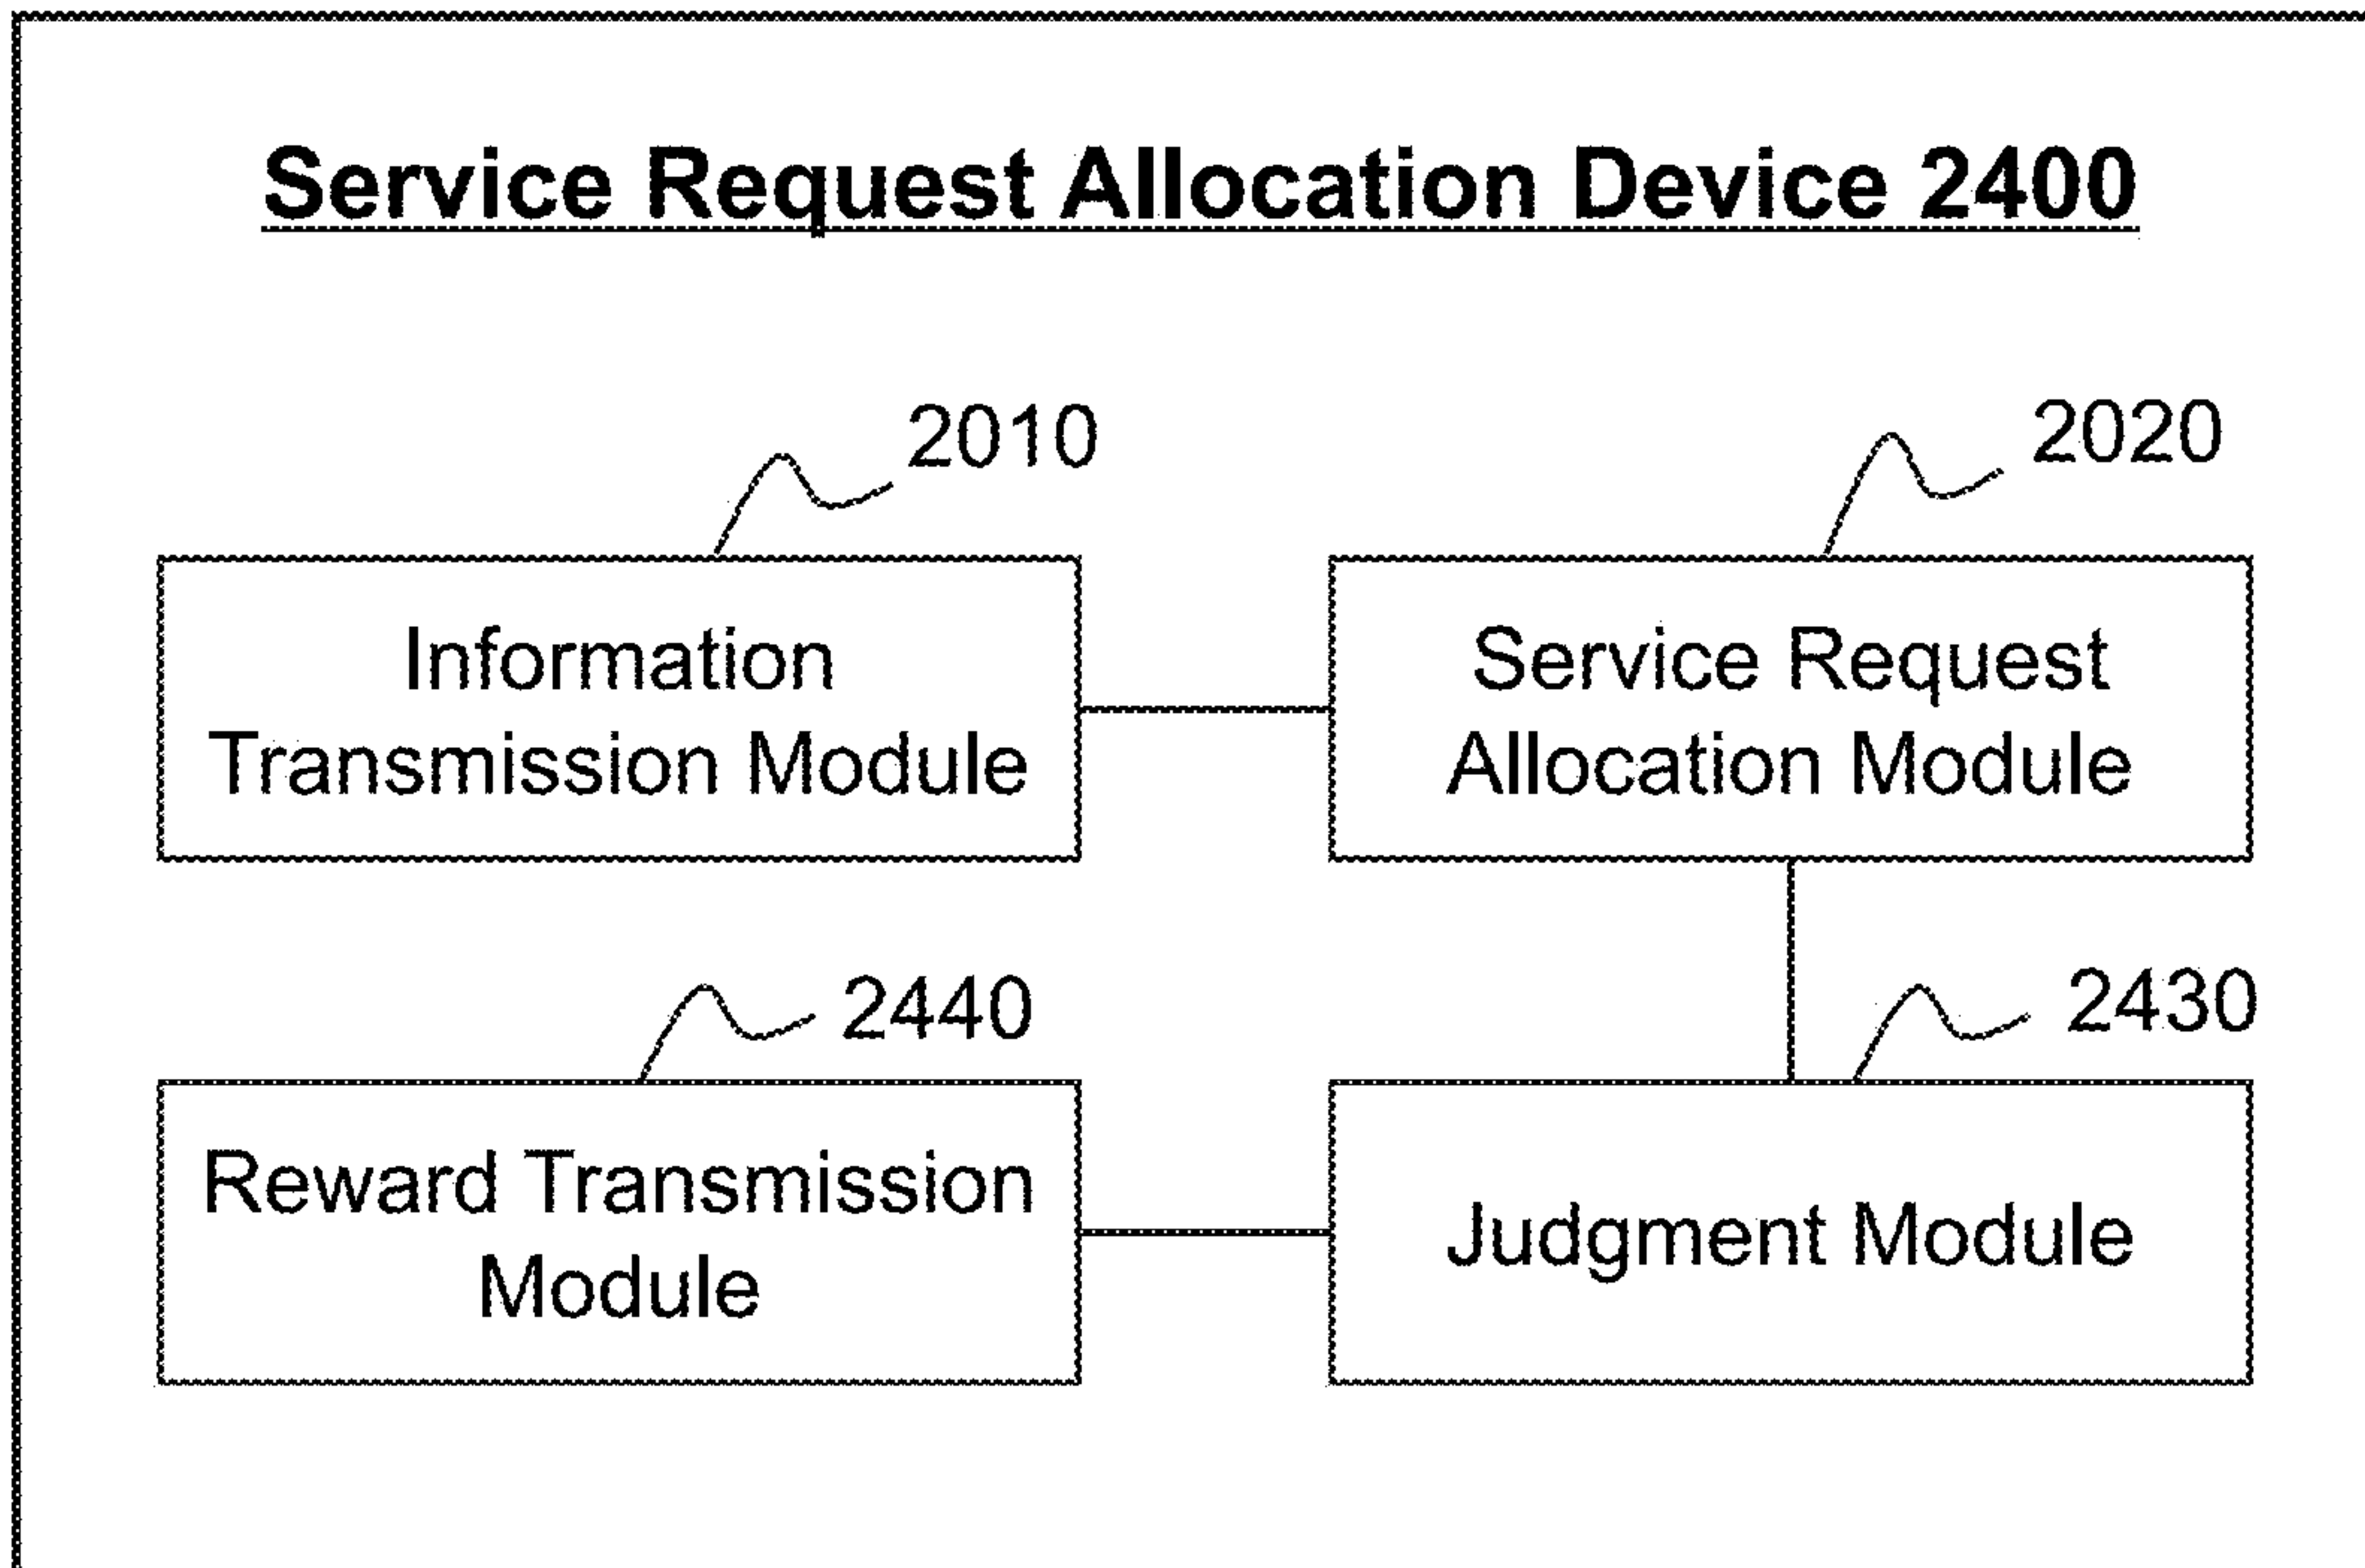 Service Request Allocation Device 2400
2010
2020
Information
Transmission Module
Service Request
Allocation Module
2440
2430
Reward Transmission
Module
Judgment Module